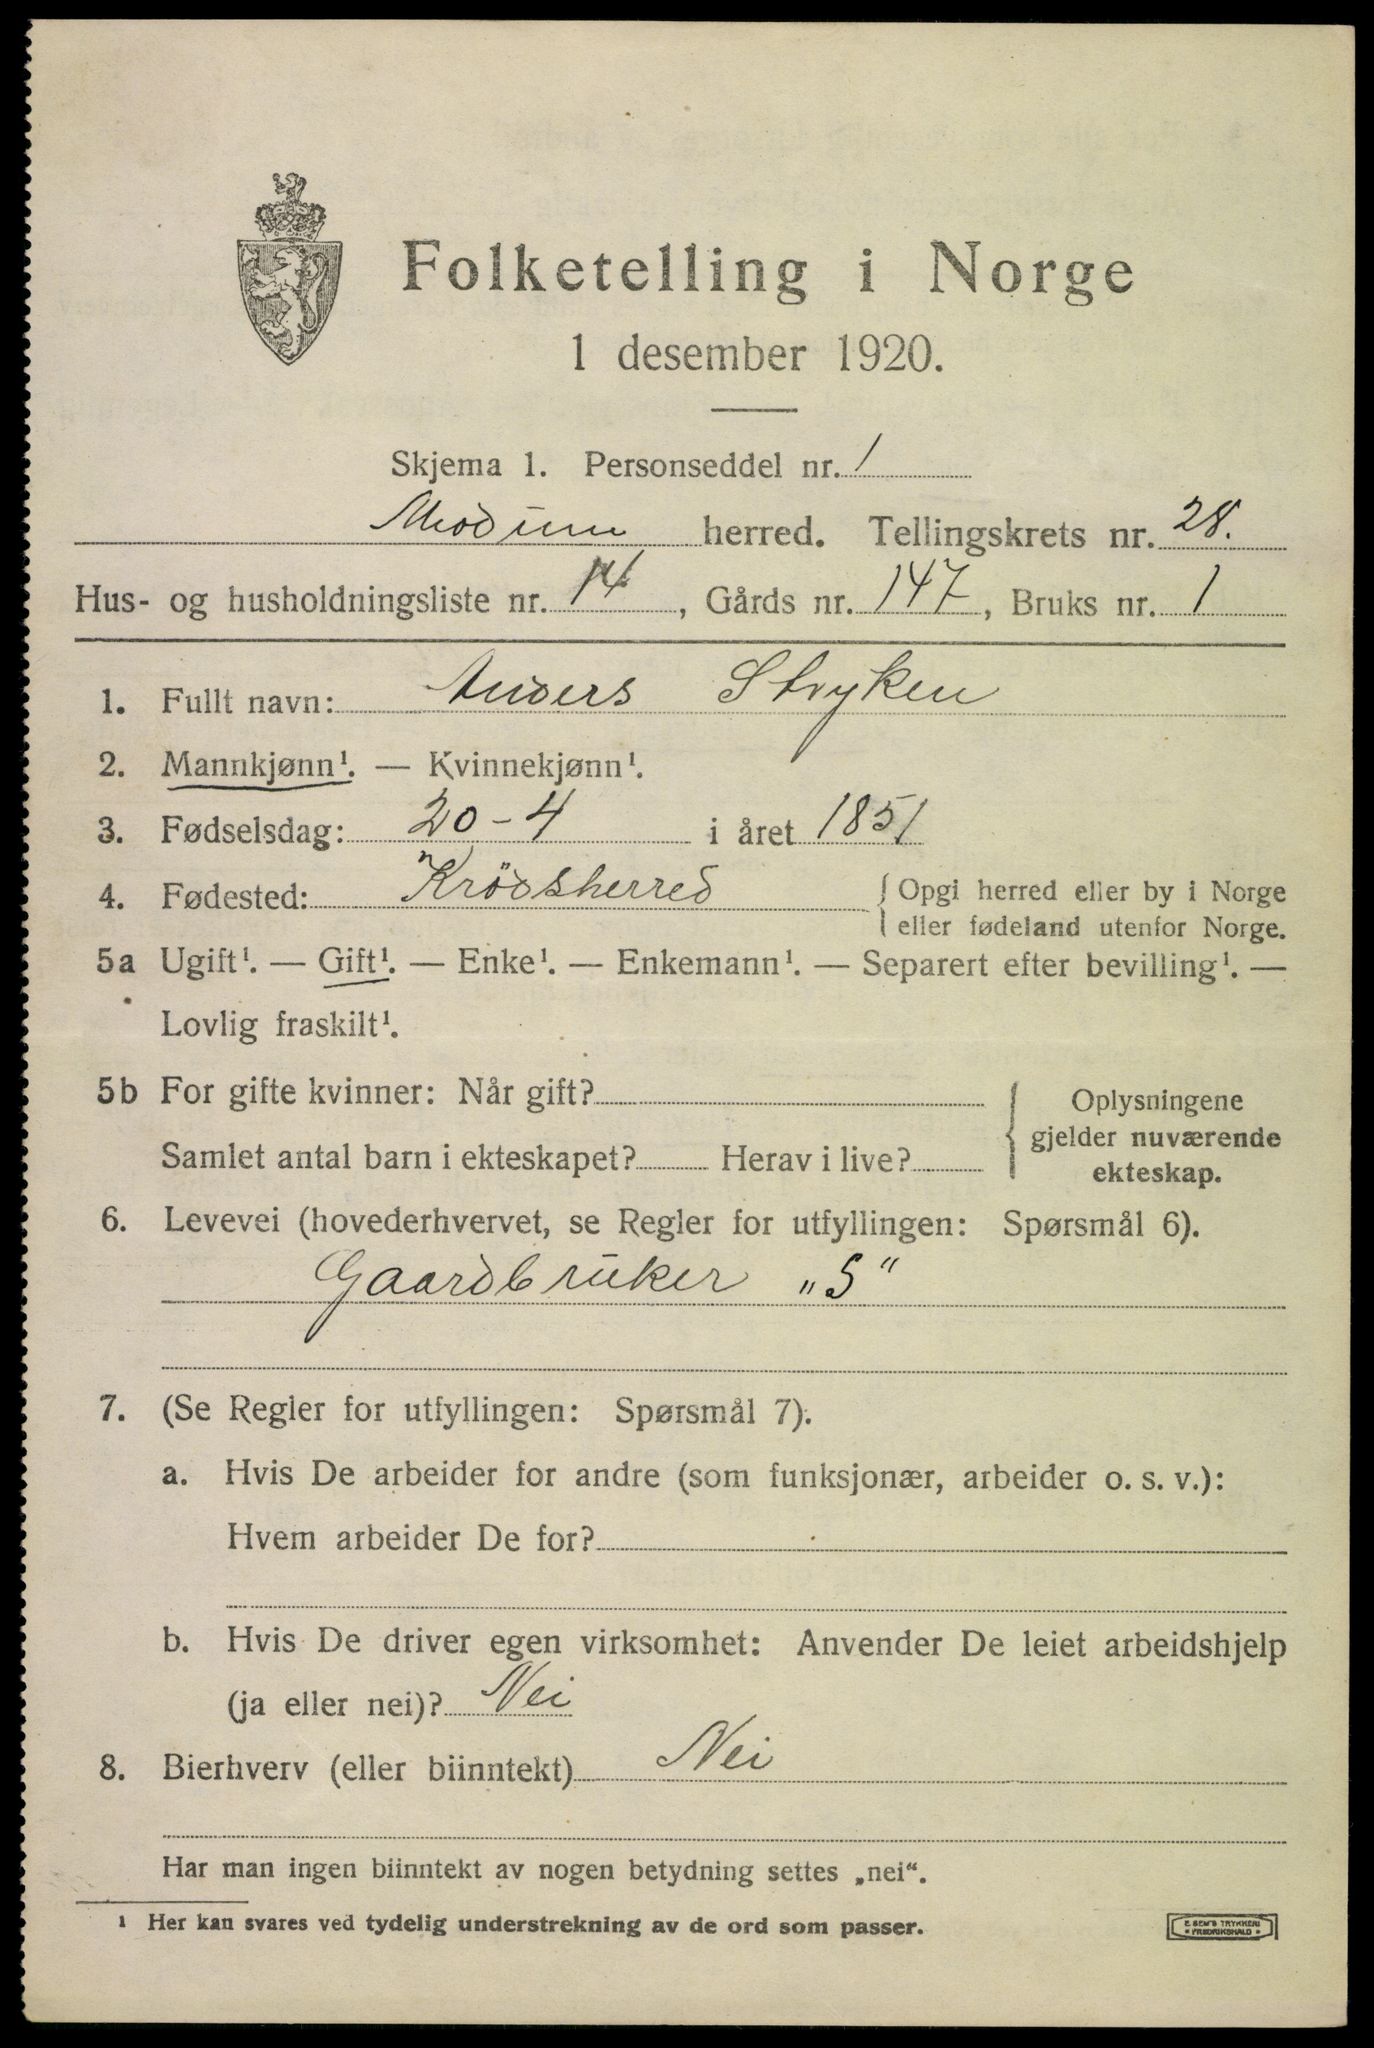 Folketelling i Norge
1 desember 1920.
Skjema 1. Personseddel nr. 1
Modum herred. Tellingskrets nr. 28.
Hus- og husholdningsliste nr. 14, Gårds nr. 147, Bruks nr. 1
1. Fullt navn: Anders Stryken
2. Mannkjønn¹. — Kvinnekjønn¹.
3. Fødselsdag: 20-4 i året 1851
4. Fødested: Krödsherred { Opgi herred eller by i Norge
eller fødeland utenfor Norge.
5a Ugift¹. — Gift¹. — Enke¹. — Enkemann¹. — Separert efter bevilling¹. —
Lovlig fraskilt¹.
5b For gifte kvinner: Når gift? { Oplysningene
gjelder nuværende
Samlet antal barn i ekteskapet? Herav i live?
ekteskap.
6. Levevei (hovederhvervet, se Regler for utfyllingen: Spørsmål 6).
Gaardbruker „S“
7. (Se Regler for utfyllingen: Spørsmål 7).
a. Hvis De arbeider for andre (som funksjonær, arbeider o. s. v.):
Hvem arbeider De for?
b. Hvis De driver egen virksomhet: Anvender De leiet arbeidshjelp
(ja eller nei)? Nei
8. Bierhverv (eller biinntekt) Nei
Har man ingen biinntekt av nogen betydning settes „nei“.
¹ Her kan svares ved tydelig understrekning av de ord som passer.
E. SEM'S TRYKKERI
FREDRIKSHALD